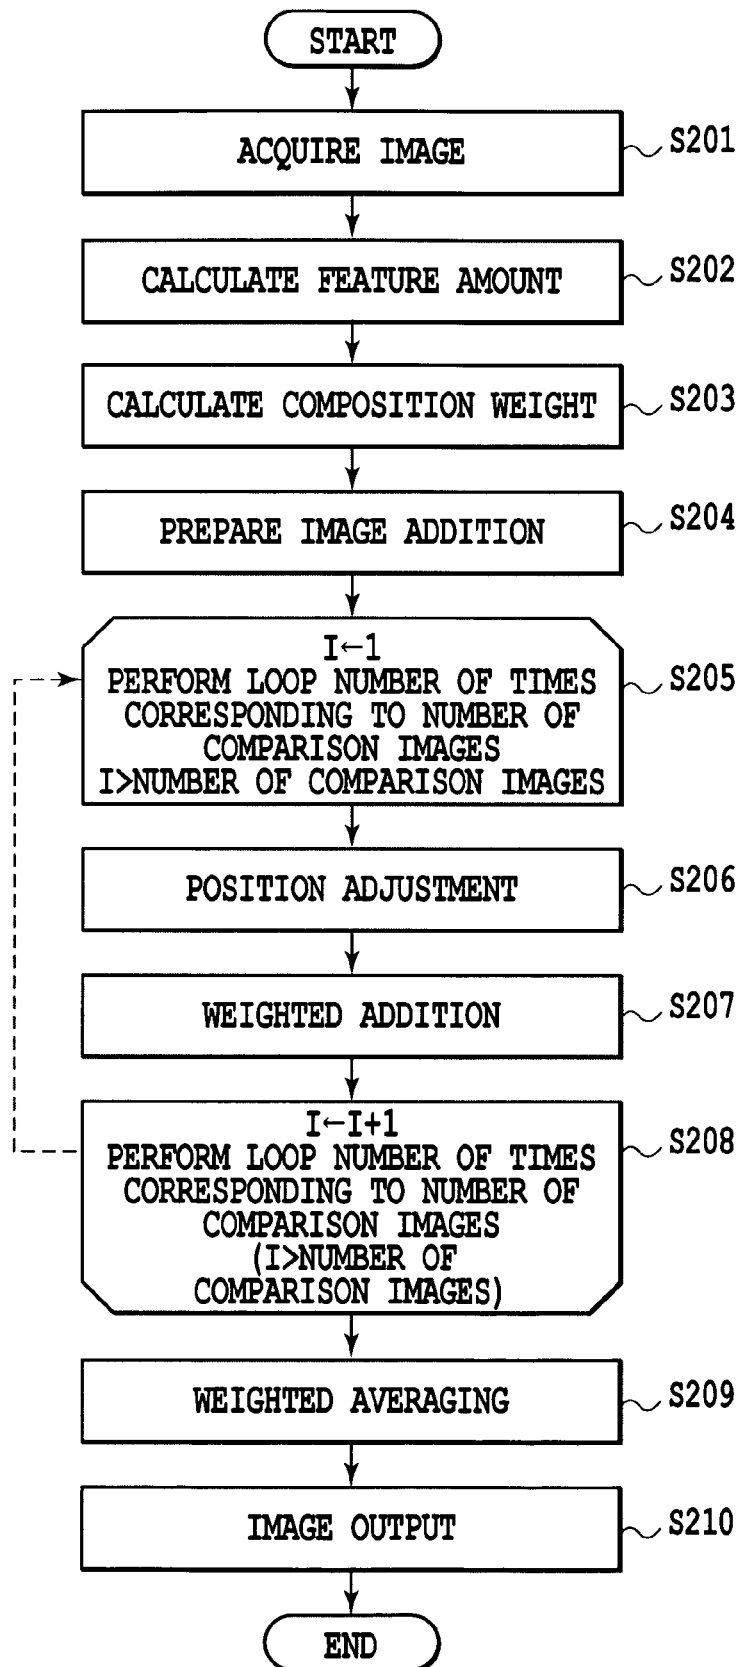 START
ACQUIRE IMAGE
S201
CALCULATE FEATURE AMOUNT
S202
CALCULATE COMPOSITION WEIGHT
S203
PREPARE IMAGE ADDITION
S204
I←1
PERFORM LOOP NUMBER OF TIMES
CORRESPONDING TO NUMBER OF
COMPARISON IMAGES
I>NUMBER OF COMPARISON IMAGES
S205
POSITION ADJUSTMENT
S206
WEIGHTED ADDITION
S207
I←I+1
PERFORM LOOP NUMBER OF TIMES
CORRESPONDING TO NUMBER OF
COMPARISON IMAGES
(I>NUMBER OF
COMPARISON IMAGES)
S208
WEIGHTED AVERAGING
S209
IMAGE OUTPUT
S210
END